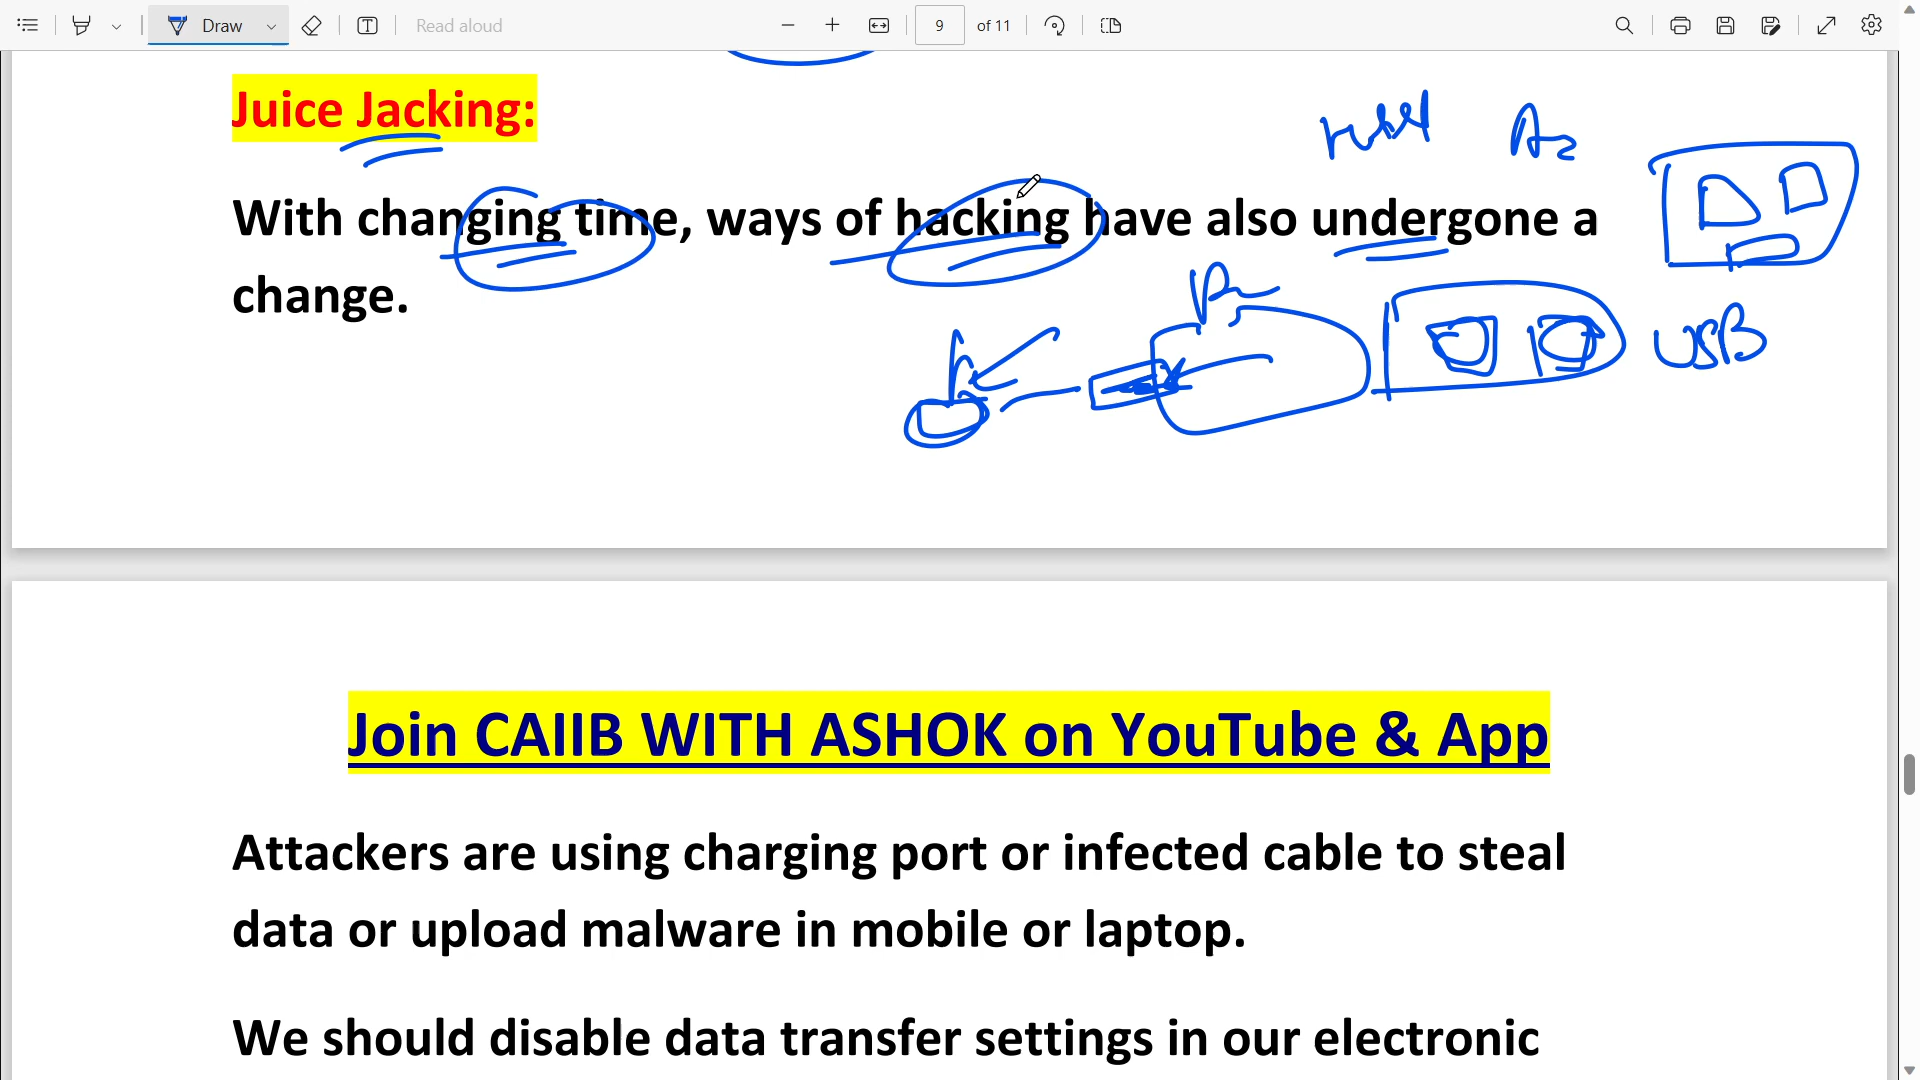 Draw
Read aloud
9
of 11
Juice Jacking:
With changing time, ways of hacking have also undergone a
change.
USB
Join CAIIB WITH ASHOK on YouTube & App
Attackers are using charging port or infected cable to steal
data or upload malware in mobile or laptop.
We should disable data transfer settings in our electronic